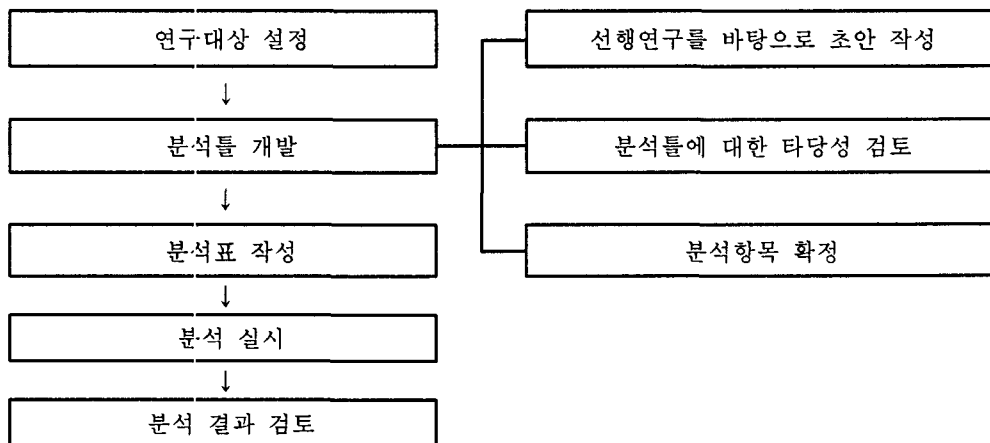 연구대상 설정
선행연구를 바탕으로 초안 작성
↓
분석틀 개발
분석틀에 대한 타당성 검토
↓
분석표 작성
분석항목 확정
↓
분석 실시
↓
분석 결과 검토